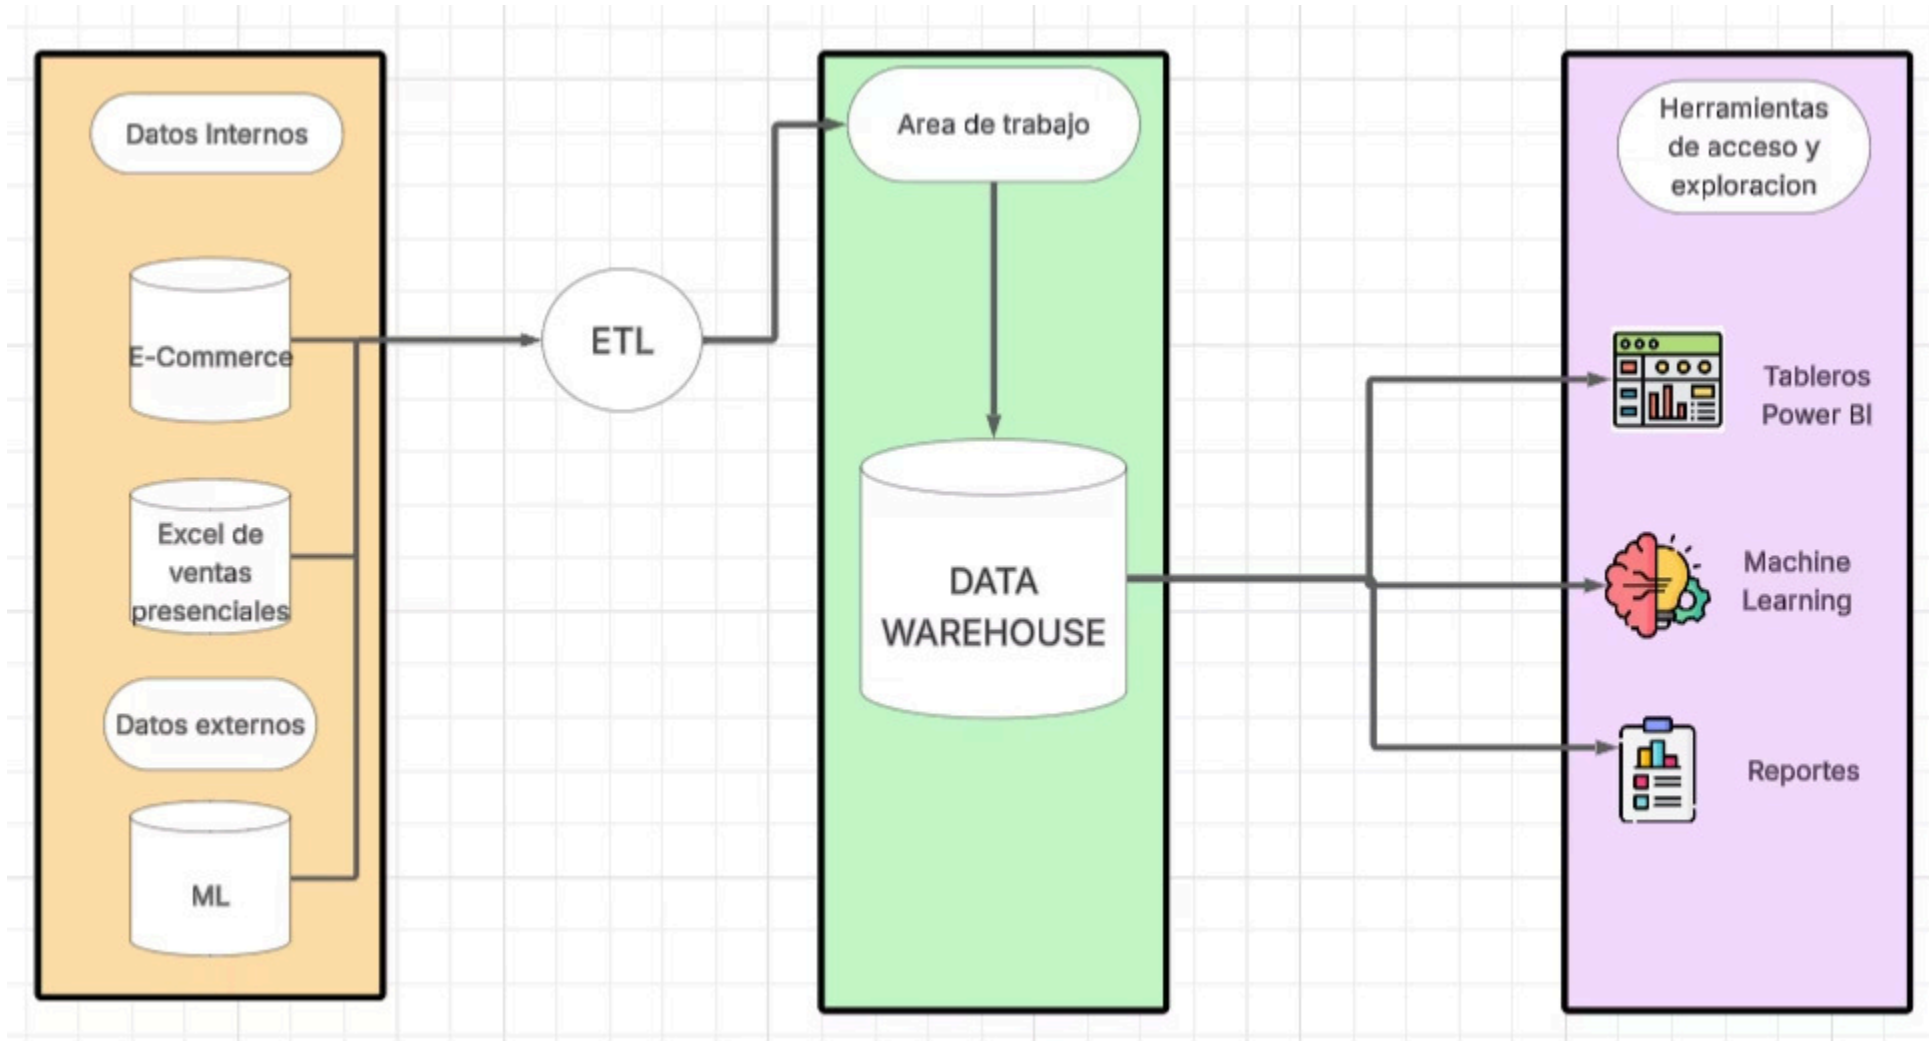 Datos Internos
E-Commerce
Excel de
ventas
presenciales
Datos externos
ML
ETL
Area de trabajo
DATA
WAREHOUSE
Herramientas
de acceso y
exploracion
Tableros
Power BI
Machine
Learning
Reportes